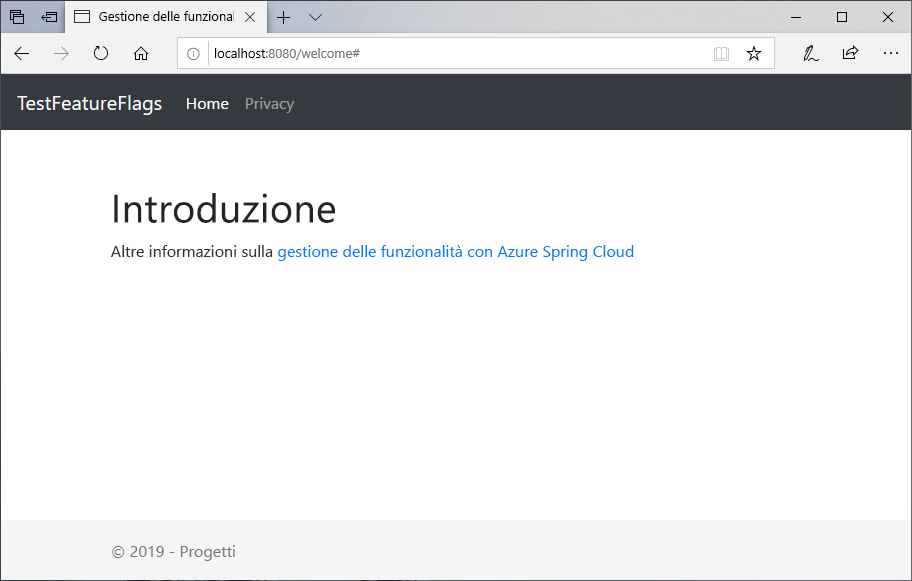 Gestione delle funzional
localhost:8080/welcome#
TestFeatureFlags Home Privacy
Introduzione
Altre informazioni sulla gestione delle funzionalità con Azure Spring Cloud
© 2019 - Progetti